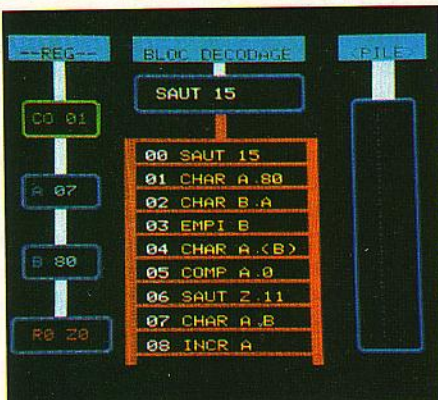 --REG--
BLOC DECODAGE
<PILE>
SAUT 15
CO 01
A 07
B 80
R0 Z0
00 SAUT 15
01 CHAR A.80
02 CHAR B.A
03 EMPI B
04 CHAR A.(B)
05 COMP A.0
06 SAUT Z.11
07 CHAR A.B
08 INCR A